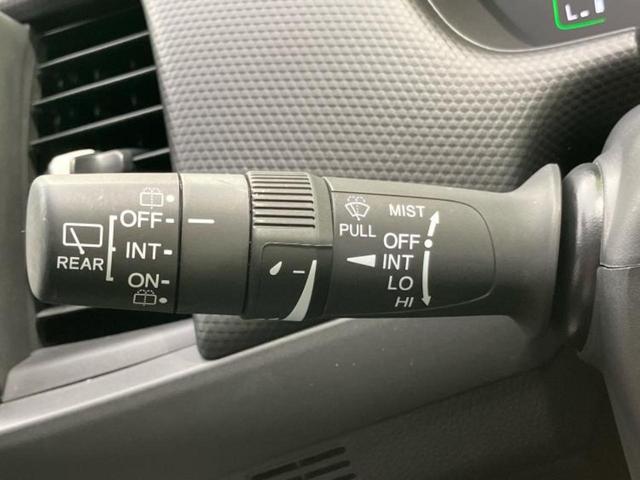 OFF
INT
REAR
ON
PULL
MIST
OFF
INT
LO
HI